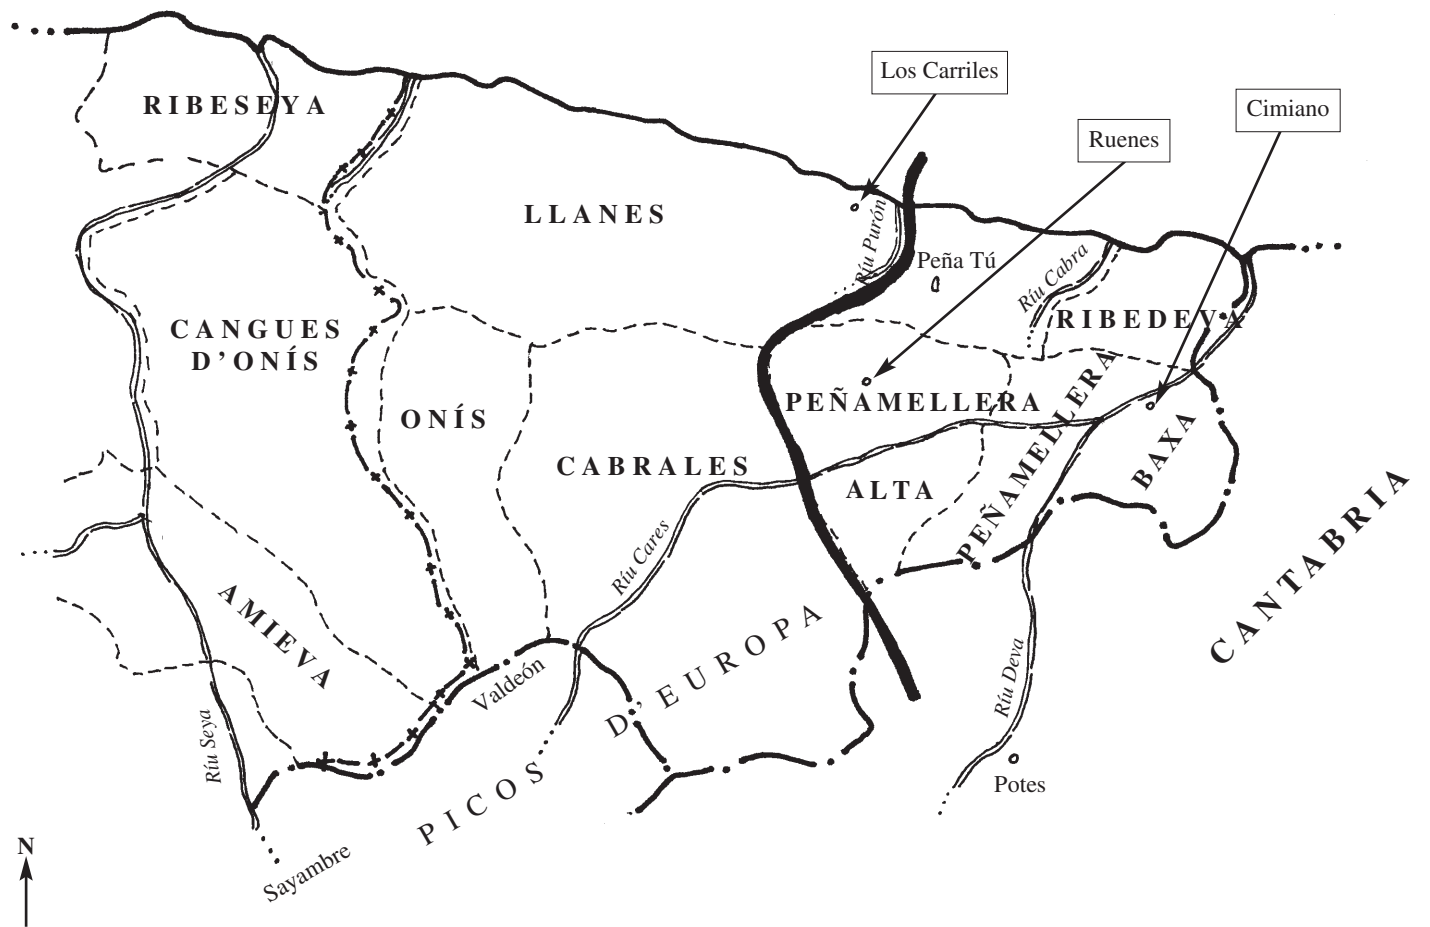 Los Carriles
Cimiano
RIBESEYA
Ruenes
LLANES
Ríu Purón
Peña Tú
Ríu Cabra
RIBEDEVA
CANGUES
D’ONÍS
ONÍS
PEÑAMELLERA
ALTA
PEÑAMELLERA
BAXA
CABRALES
CANTABRIA
Ríu Cares
AMIEVA
PICOS D’EUROPA
Valdeón
Ríu Deva
Ríu Seya
Potes
Sayambre
N